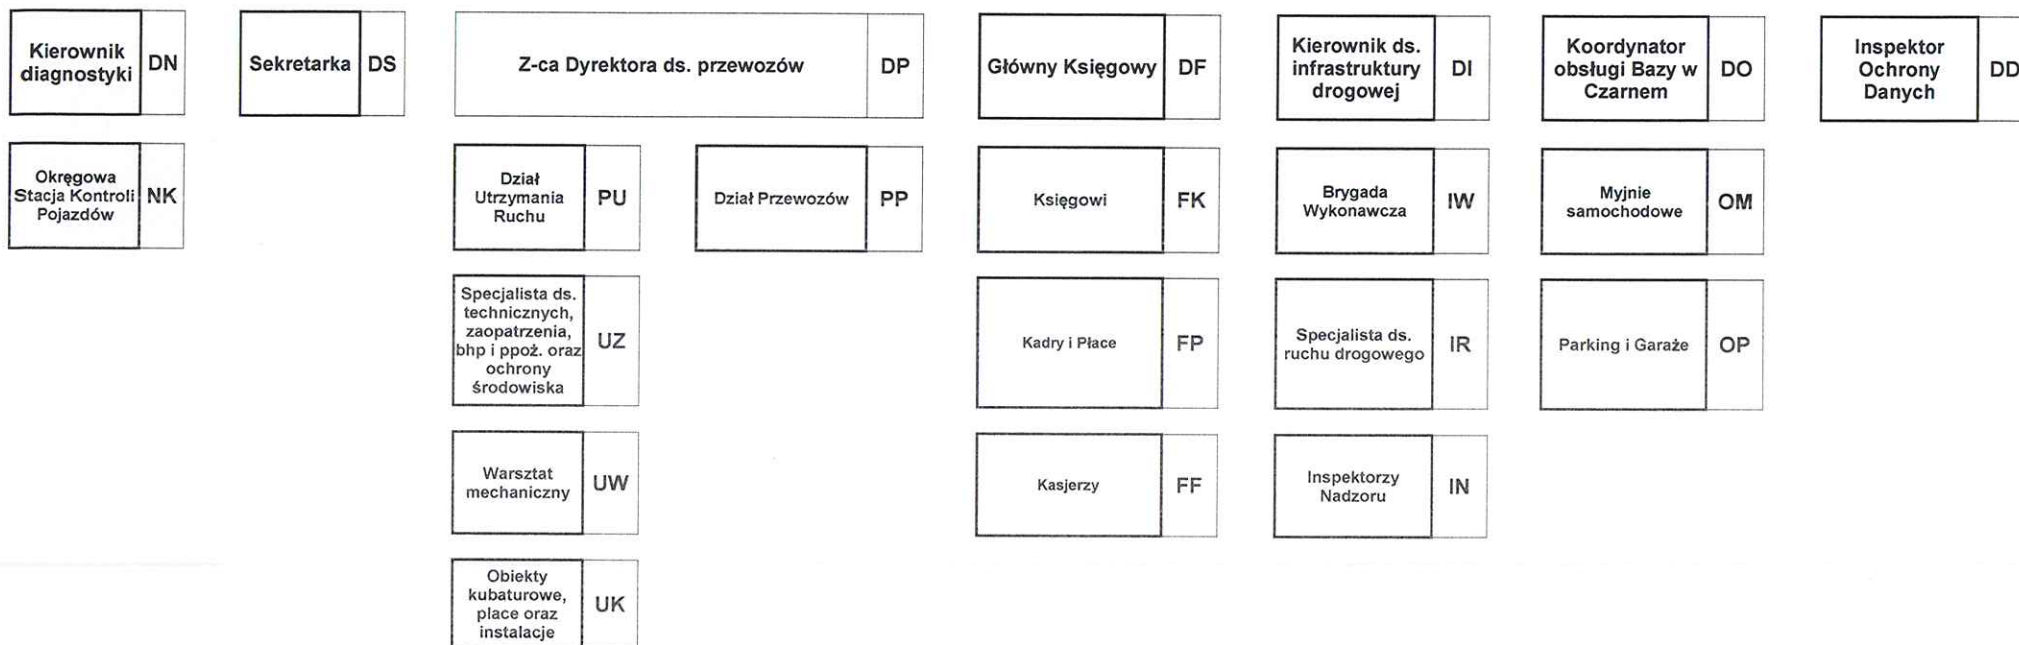 Kierownik
diagnostyki
DN
Sekretarka
DS
Z-ca Dyrektora ds. przewozów
DP
Główny Księgowy
DF
Kierownik ds.
infrastruktury
drogowej
DI
Koordynator
obsługi Bazy w
Czarnem
DO
Inspektor
Ochrony
Danych
DD
Okręgowa
Stacja Kontroli
Pojazdów
NK
Dział
Utrzymania
Ruchu
PU
Dział Przewozów
PP
Księgowi
FK
Brygada
Wykonawcza
IW
Myjnie
samochodowe
OM
Specjalista ds.
technicznych,
zaopatrzenia,
bhp i ppoż. oraz
ochrony
środowiska
UZ
Kadry i Płace
FP
Specjalista ds.
ruchu drogowego
IR
Parking i Garaże
OP
Warsztat
mechaniczny
UW
Kasjerzy
FF
Inspektorzy
Nadzoru
IN
Obiekty
kubaturowe,
place oraz
instalacje
UK